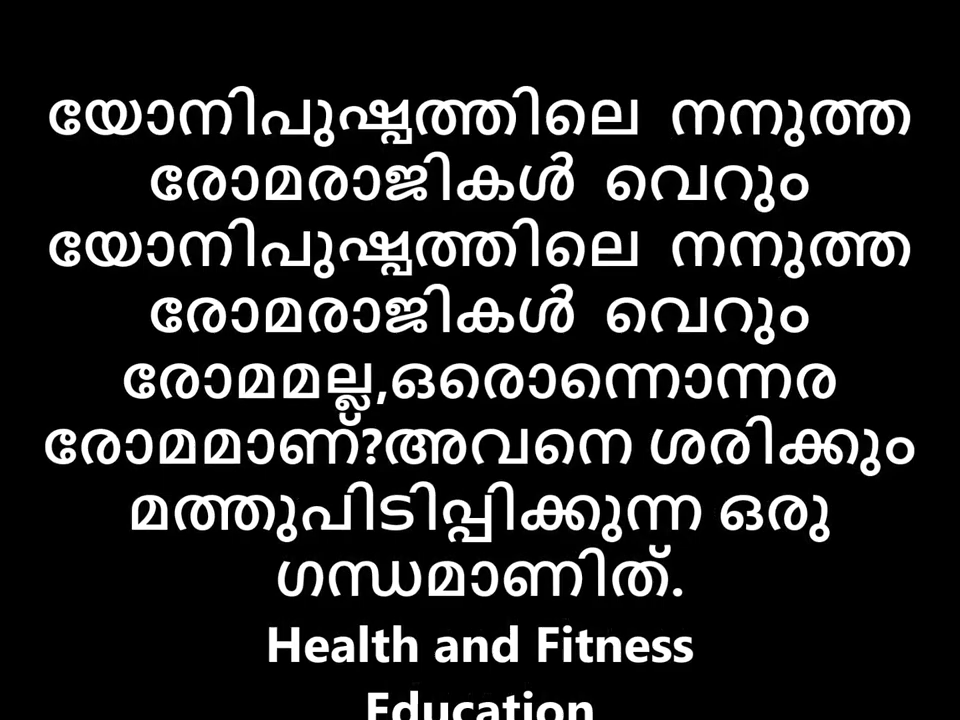 യോനിപുഷ്പത്തിലെ നനുത്ത
രോമരാജികൾ വെറും
യോനിപുഷ്പത്തിലെ നനുത്ത
രോമരാജികൾ വെറും
രോമമല്ല,ഒരൊന്നൊന്നര
രോമമാണ്?അവനെ ശരിക്കും
മത്തുപിടിപ്പിക്കുന്ന ഒരു
ഗന്ധമാണിത്.
Health and Fitness
Education